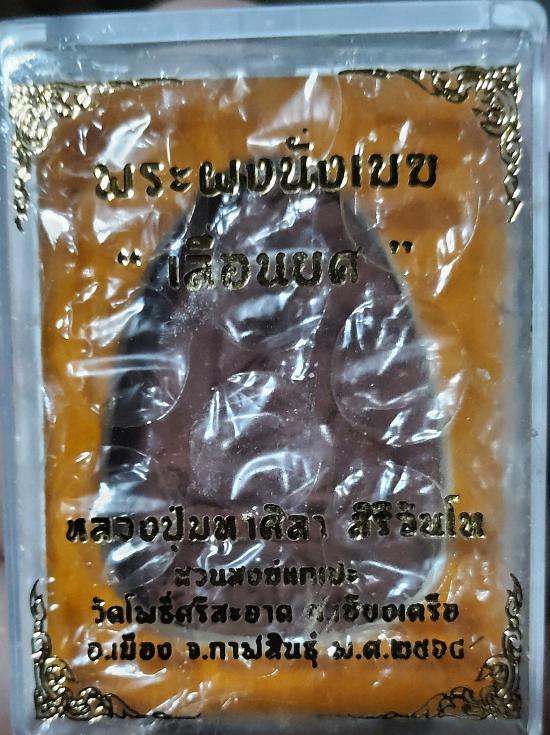 พระผงนั่งเมฆ
“ เลื่อนยศ ”
หลวงปู่มหาศิลา สิริจันโท
สวนสงฆ์แกเปะ
วัดโพธิ์ศรีสะอาด ต.เชียงเครือ
อ.เมือง จ.กาฬสินธุ์ พ.ศ.๒๕๖๔